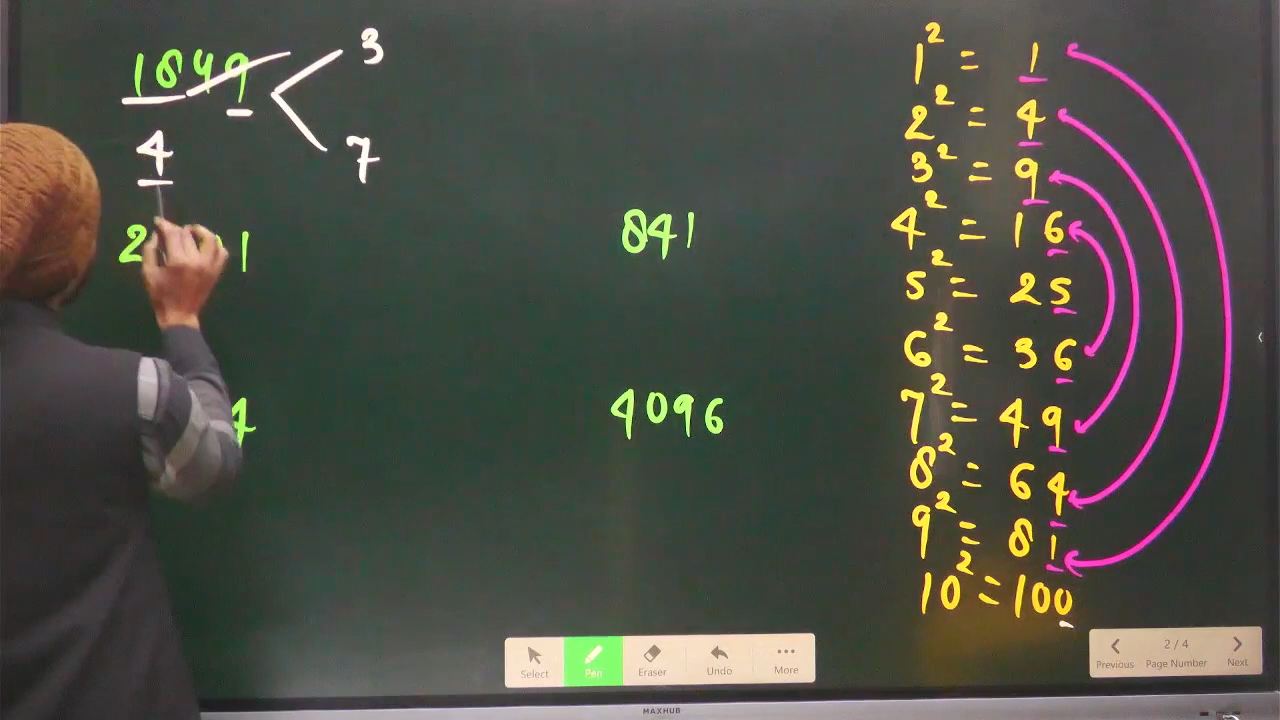 1849
3
7
4
2
1
841
4096
1² = 1
2² = 4
3² = 9
4² = 16
5² = 25
6² = 36
7² = 49
8² = 64
9² = 81
10² = 100
Select
Pen
Eraser
Undo
More
Previous
2 / 4
Page Number
Next
MAXHUB